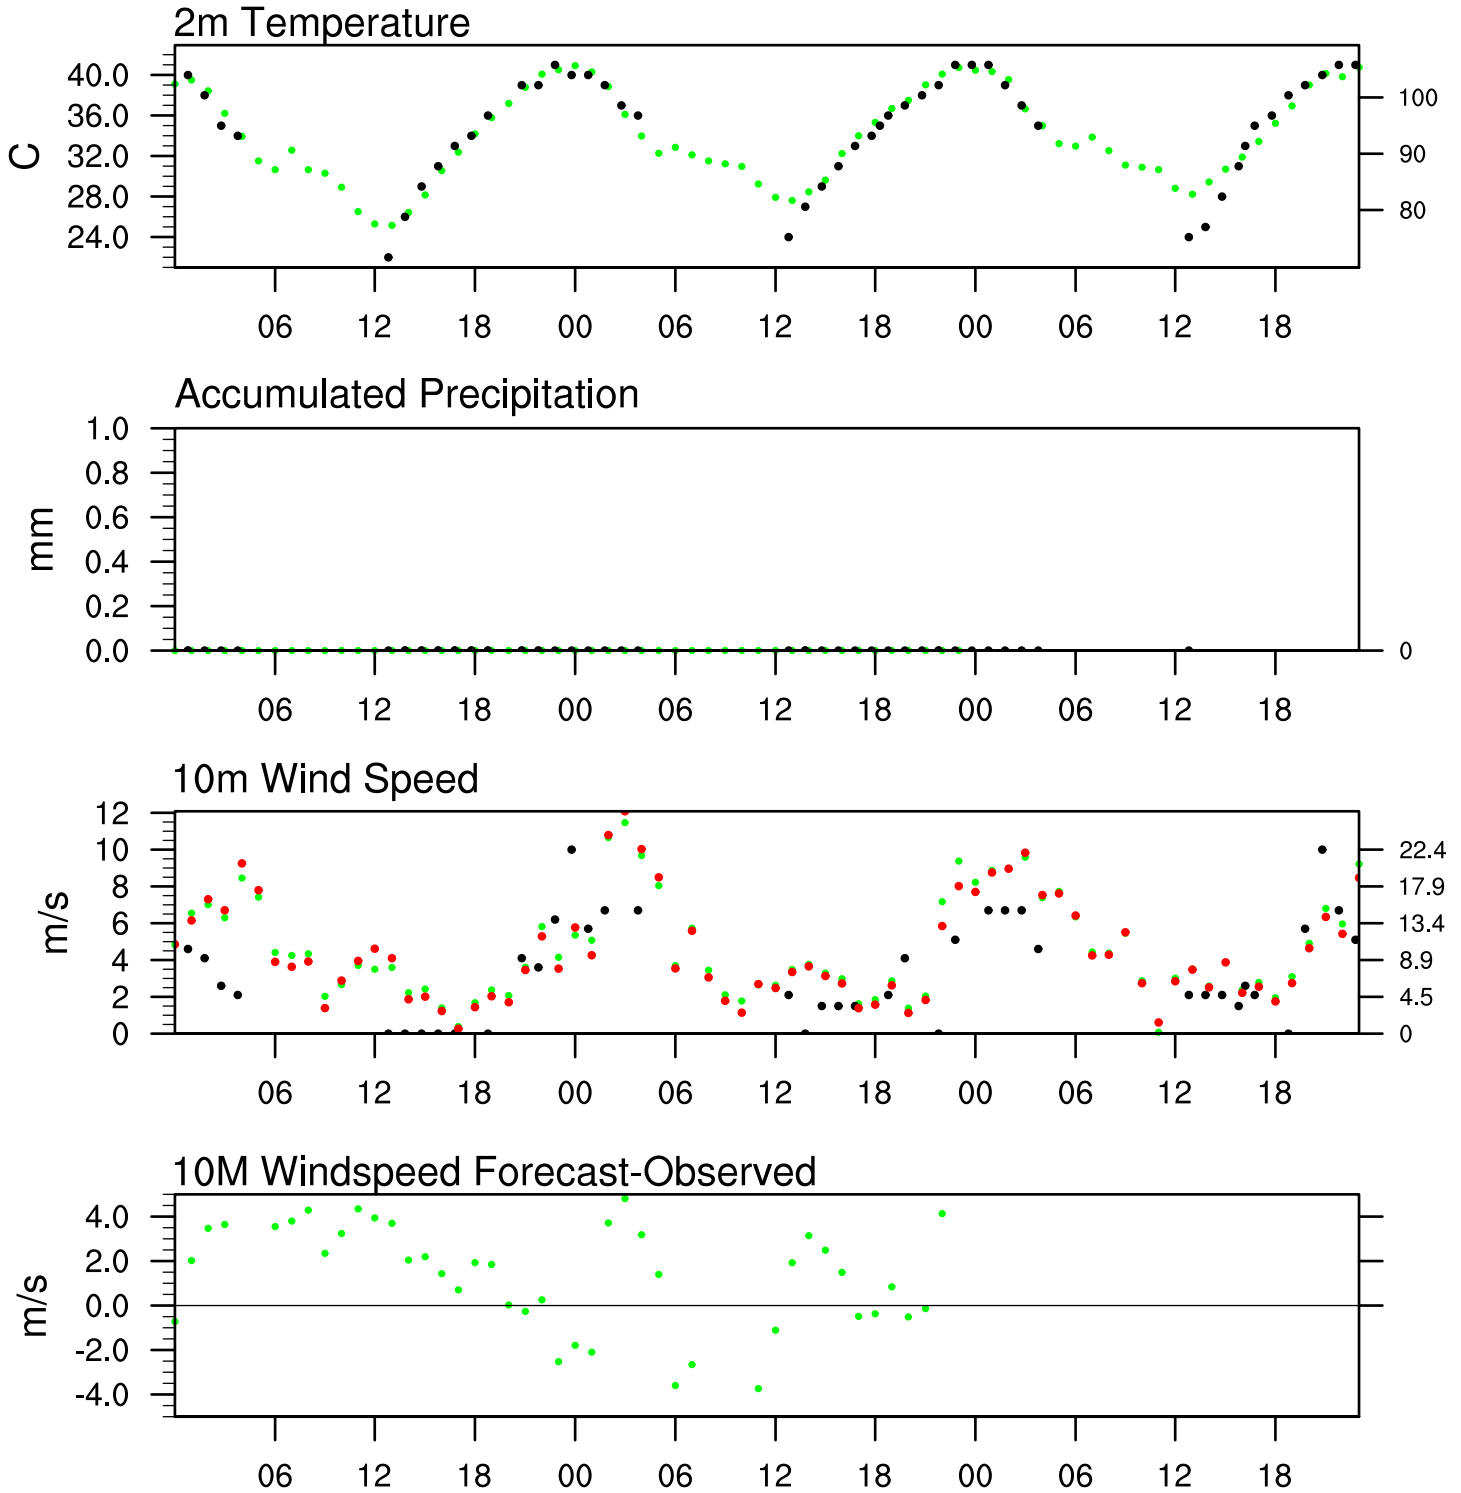 2m Temperature
40.0
36.0
32.0
28.0
24.0
C
100
90
80
06 12 18 00 06 12 18 00 06 12 18
Accumulated Precipitation
1.0
0.8
0.6
0.4
0.2
0.0
mm
0
06 12 18 00 06 12 18 00 06 12 18
10m Wind Speed
12
10
8
6
4
2
0
m/s
22.4
17.9
13.4
8.9
4.5
0
06 12 18 00 06 12 18 00 06 12 18
10M Windspeed Forecast-Observed
4.0
2.0
0.0
-2.0
-4.0
m/s
06 12 18 00 06 12 18 00 06 12 18